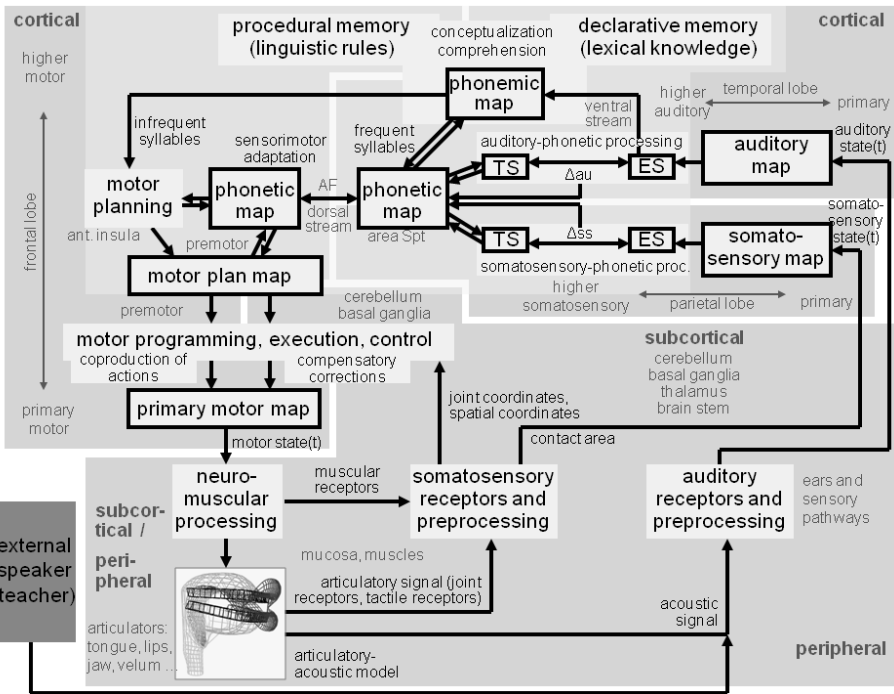 cortical
procedural memory
(linguistic rules)
conceptualization
comprehension
declarative memory
(lexical knowledge)
cortical
higher
motor
phonemic
map
ventral
stream
higher
auditory
temporal lobe
primary
infrequent
syllables
sensorimotor
adaptation
frequent
syllables
auditory-phonetic processing
auditory
state(t)
TS
ES
auditory
map
motor
planning
phonetic
map
AF
dorsal
stream
phonetic
map
Δau
frontal lobe
ant. insula
premotor
area Spt
TS
Δss
ES
somato-
sensory map
somato-
sensory
state(t)
somatosensory-phonetic proc.
motor plan map
higher
somatosensory
parietal lobe
primary
premotor
cerebellum
basal ganglia
motor programming, execution, control
coproduction of
actions
compensatory
corrections
subcortical
cerebellum
basal ganglia
thalamus
brain stem
primary
motor
primary motor map
joint coordinates,
spatial coordinates
motor state(t)
contact area
neuro-
muscular
processing
muscular
receptors
somatosensory
receptors and
preprocessing
auditory
receptors and
preprocessing
ears and
sensory
pathways
subcor-
tical /
peri-
pheral
external
speaker
teacher)
mucosa, muscles
articulatory signal (joint
receptors, tactile receptors)
acoustic
signal
articulators:
tongue, lips,
jaw, velum ...
articulatory-
acoustic model
peripheral